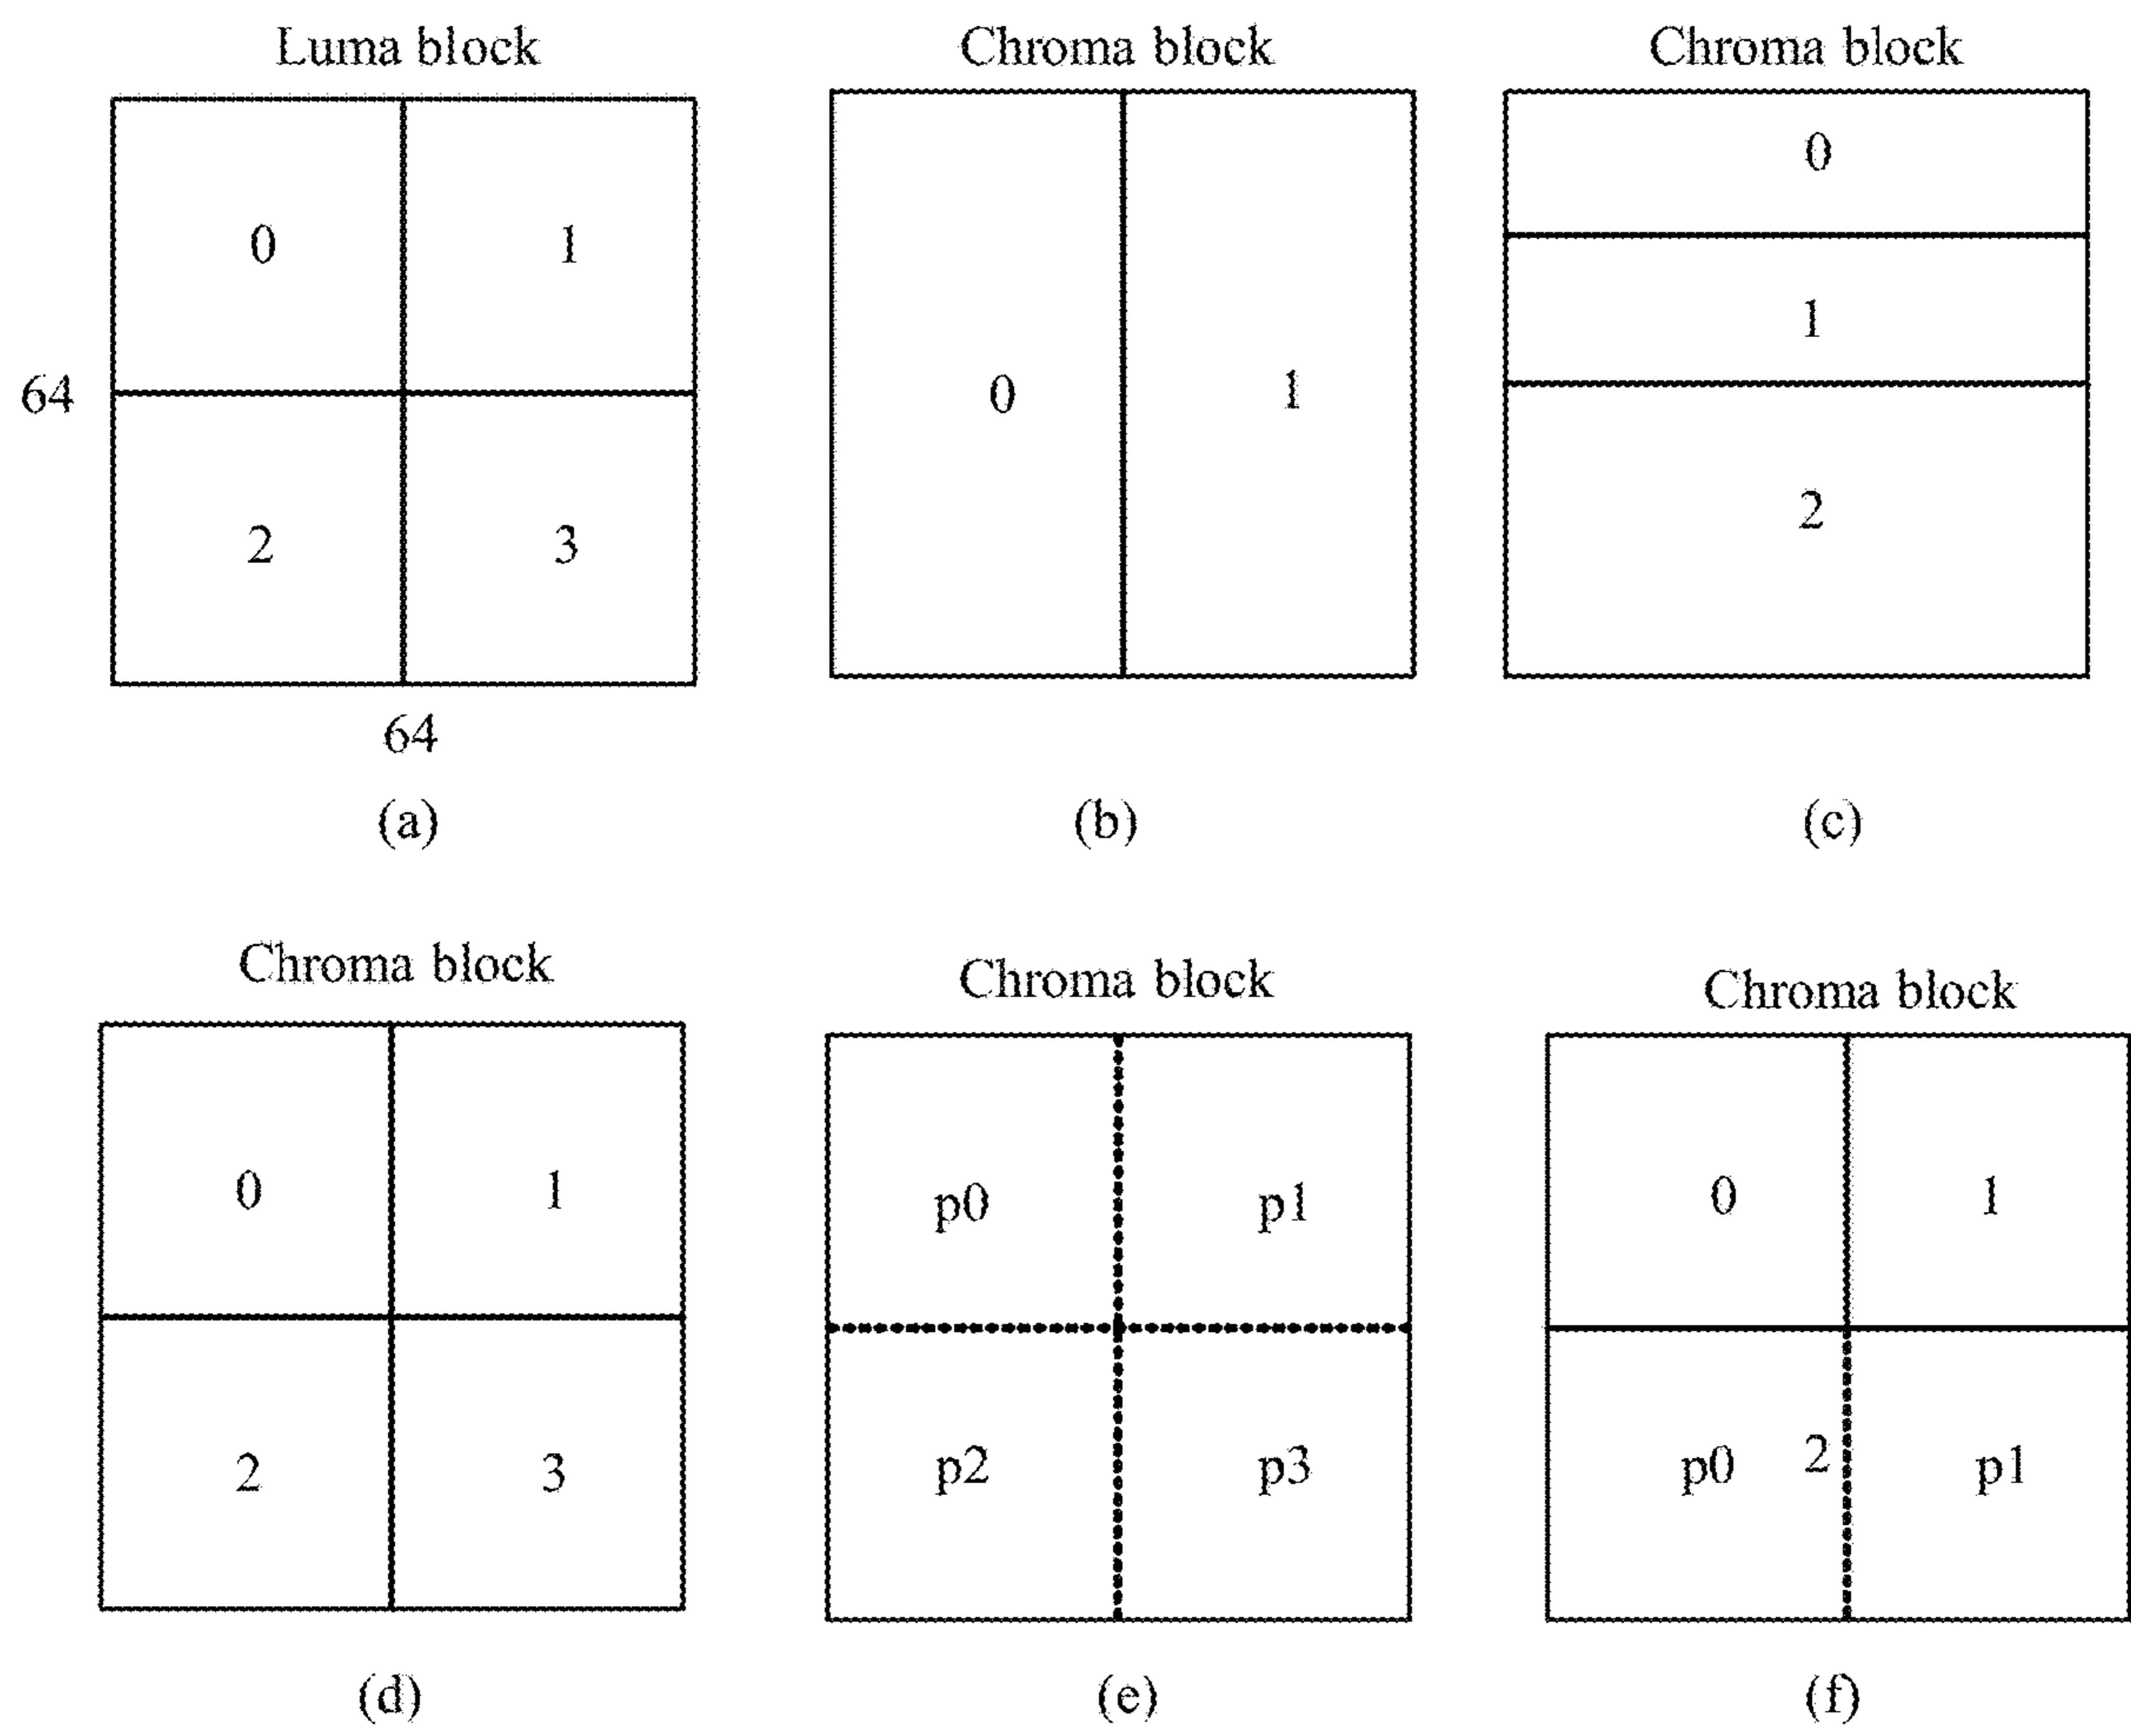 Luma block
0 1
64
2 3
64
(a)
Chroma block
0 1
(b)
Chroma block
0
1
2
(c)
Chroma block
0 1
2 3
(d)
Chroma block
p0 p1
p2 p3
(e)
Chroma block
0 1
p0 2 p1
(f)